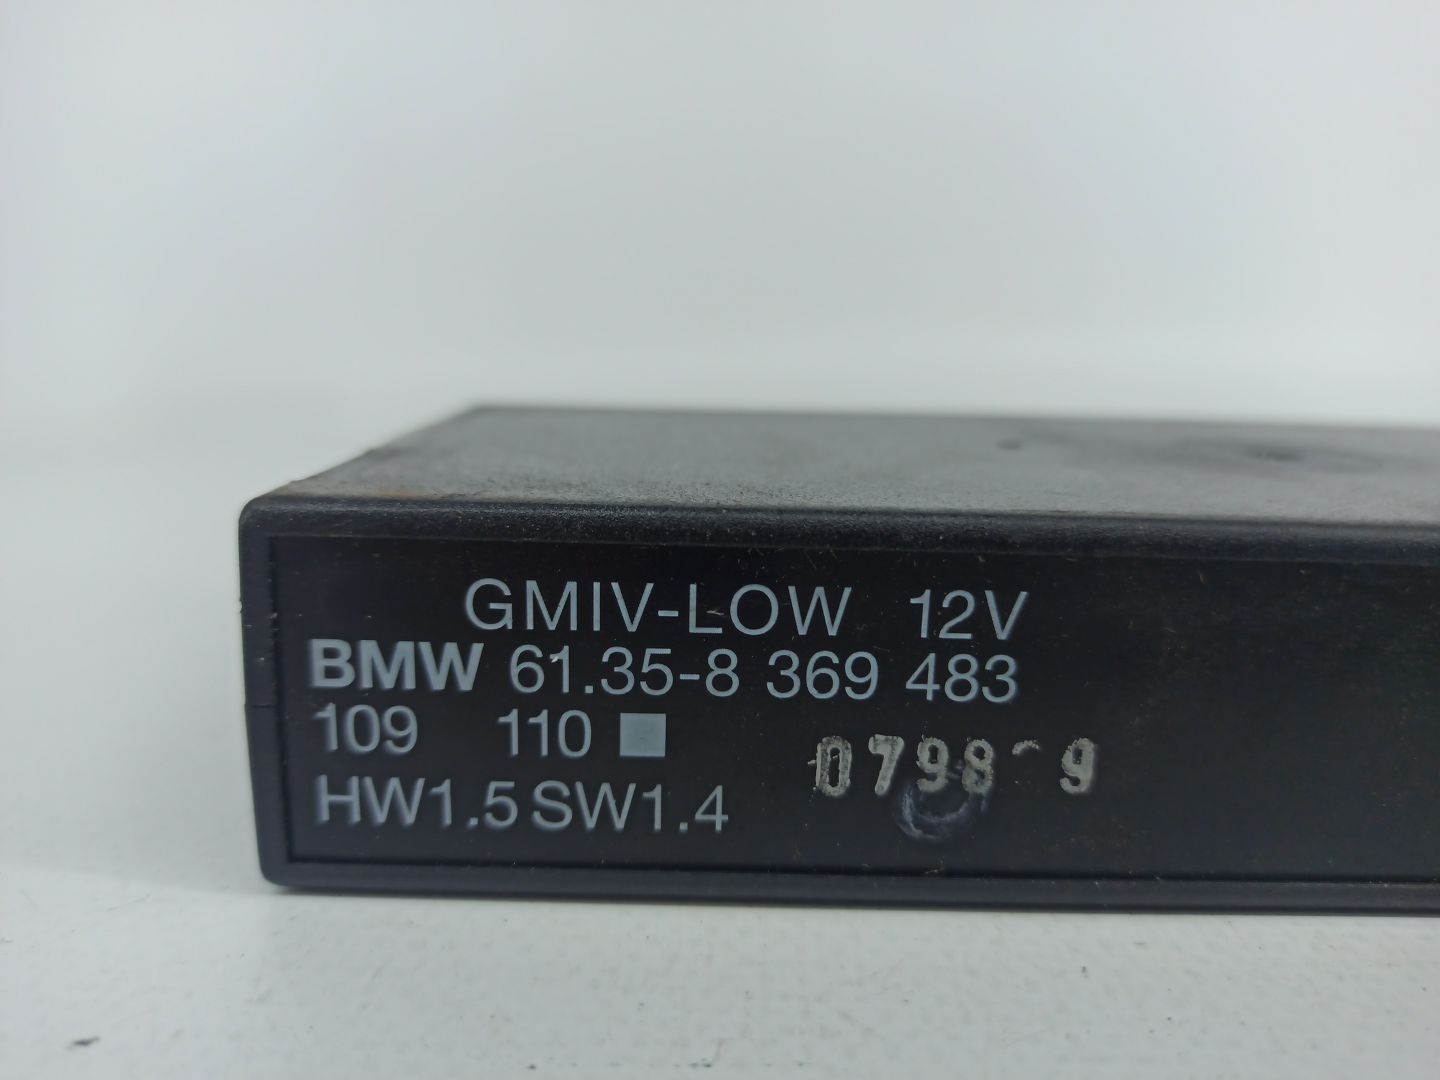 GMIV-LOW 12V
BMW 61.35-8 369 483
109 110
HW1.5 SW1.4